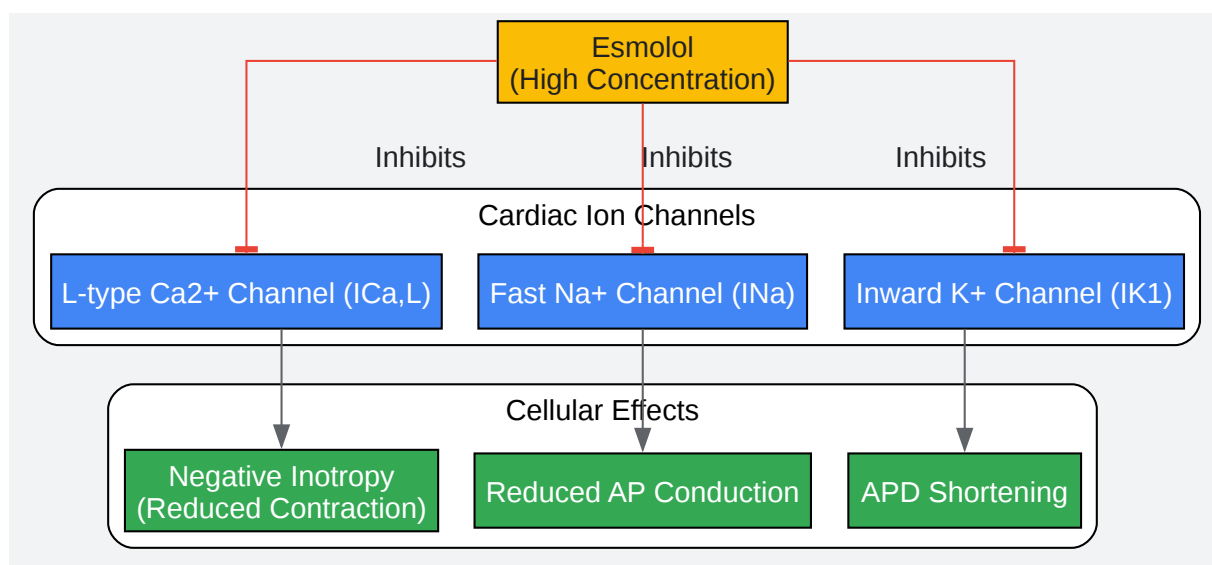 Esmolol
(High Concentration)
Inhibits
Inhibits
Inhibits
Cardiac Ion Channels
L-type Ca2+ Channel (ICa,L)
Fast Na+ Channel (INa)
Inward K+ Channel (IK1)
Cellular Effects
Negative Inotropy
(Reduced Contraction)
Reduced AP Conduction
APD Shortening